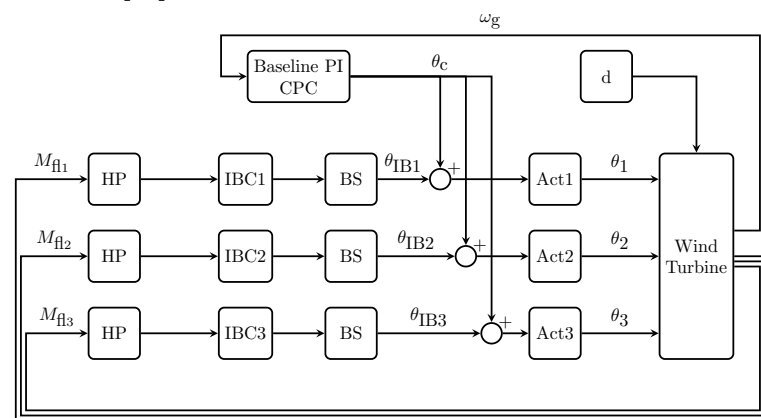 ω_g
Baseline PI
CPC
θ_c
d
M_fl1
HP
IBC1
BS
θ_IB1
+
Act1
θ_1
M_fl2
HP
IBC2
BS
θ_IB2
+
Act2
θ_2
Wind
Turbine
M_fl3
HP
IBC3
BS
θ_IB3
+
Act3
θ_3